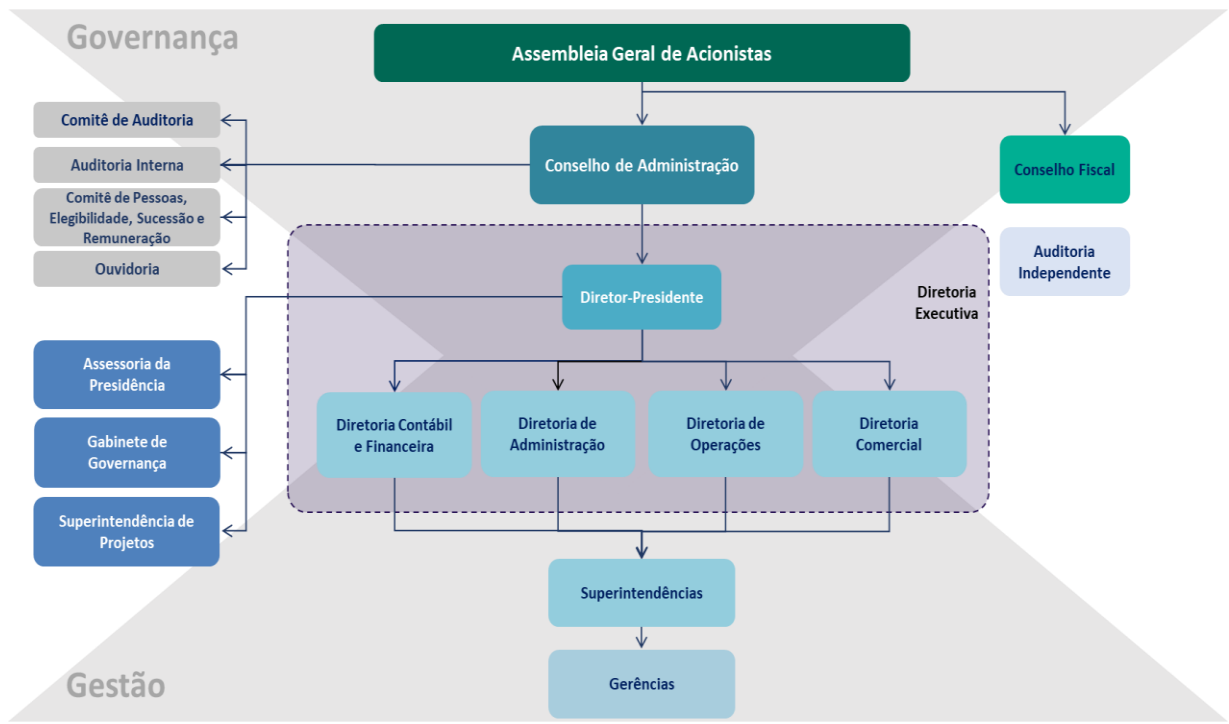 Governança
Assembleia Geral de Acionistas
Comitê de Auditoria
Auditoria Interna
Comitê de Pessoas,
Elegibilidade, Sucessão e
Remuneração
Ouvidoria
Conselho de Administração
Conselho Fiscal
Auditoria
Independente
Diretor-Presidente
Diretoria
Executiva
Assessoria da
Presidência
Gabinete de
Governança
Superintendência de
Projetos
Diretoria Contábil
e Financeira
Diretoria de
Administração
Diretoria de
Operações
Diretoria
Comercial
Superintendências
Gerências
Gestão